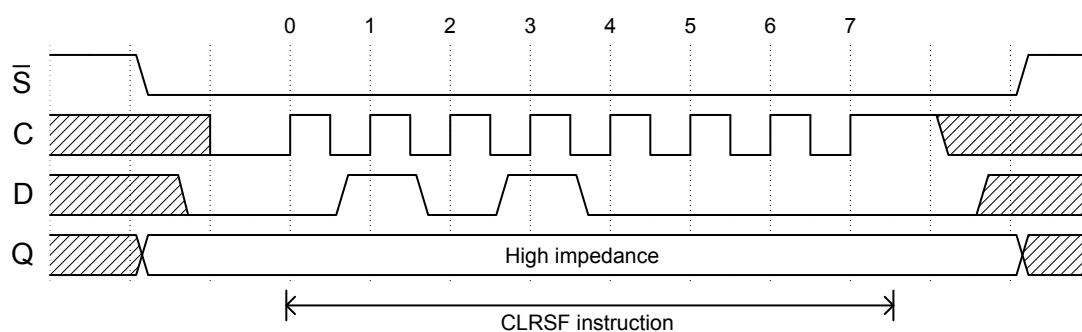 0 1 2 3 4 5 6 7
S̅
C
D
Q High impedance
CLRSF instruction